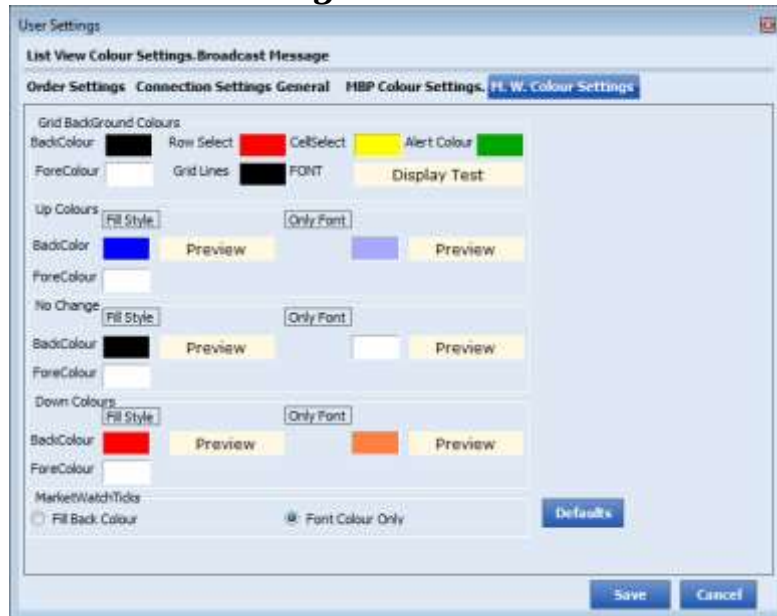 User Settings
List View Colour Settings.Broadcast Message
Order Settings Connection Settings General MBP Colour Settings. M. W. Colour Settings
Grid BackGround Colours
BackColour Row Select CellSelect Alert Colour
ForeColour Grid Lines FONT Display Test
Up Colours
Fill Style Only Font
BackColor Preview Preview
ForeColour
No Change
Fill Style Only Font
BackColour Preview Preview
ForeColour
Down Colours
Fill Style Only Font
BackColour Preview Preview
ForeColour
MarketWatchTicks
Fill Back Colour Font Colour Only Defaults
Save Cancel